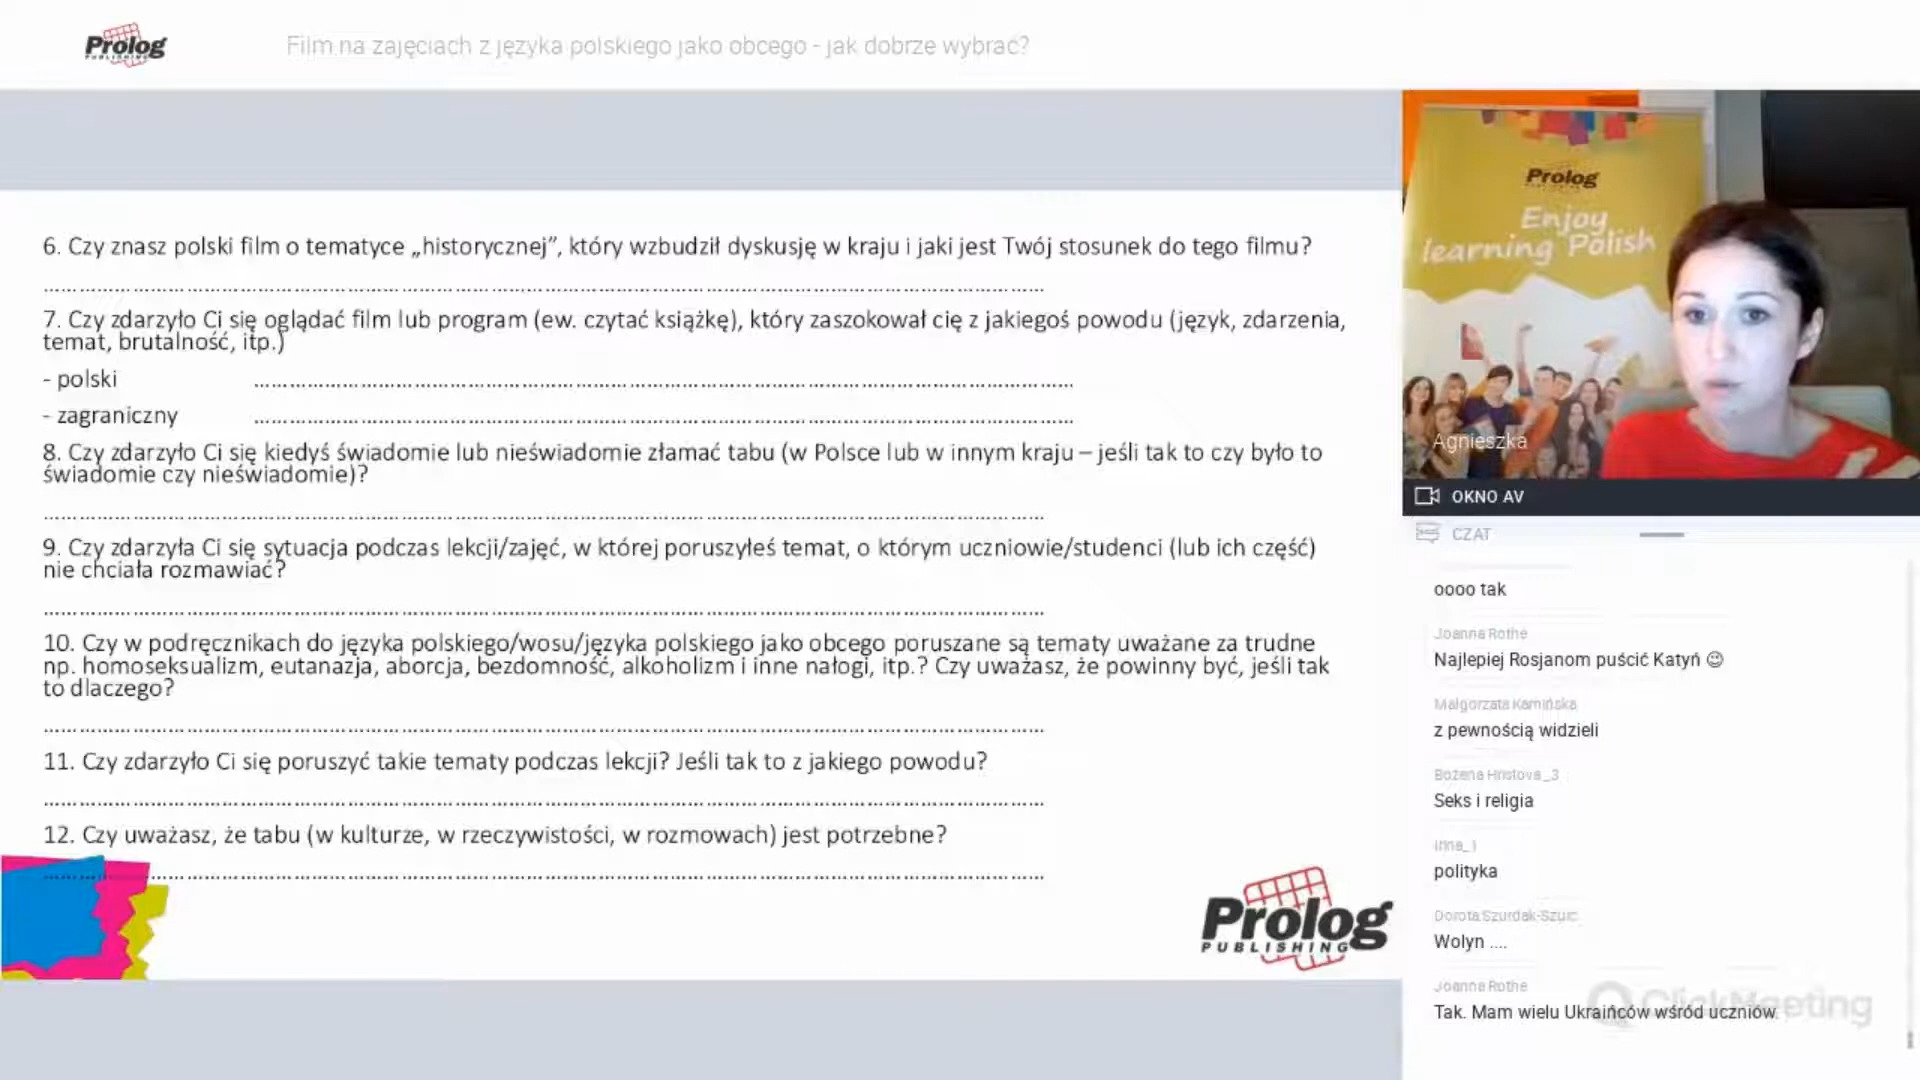 Prolog
PUBLISHING
Film na zajęciach z języka polskiego jako obcego - jak dobrze wybrać?
6. Czy znasz polski film o tematyce „historycznej”, który wzbudził dyskusję w kraju i jaki jest Twój stosunek do tego filmu?
7. Czy zdarzyło Ci się oglądać film lub program (ew. czytać książkę), który zaszokował cię z jakiegoś powodu (język, zdarzenia,
temat, brutalność, itp.)
- polski
- zagraniczny
8. Czy zdarzyło Ci się kiedyś świadomie lub nieświadomie złamać tabu (w Polsce lub w innym kraju – jeśli tak to czy było to
świadomie czy nieświadomie)?
9. Czy zdarzyła Ci się sytuacja podczas lekcji/zajęć, w której poruszyłeś temat, o którym uczniowie/studenci (lub ich część)
nie chciała rozmawiać?
10. Czy w podręcznikach do języka polskiego/wosu/języka polskiego jako obcego poruszane są tematy uważane za trudne
np. homoseksualizm, eutanazja, aborcja, bezdomność, alkoholizm i inne nałogi, itp.? Czy uważasz, że powinny być, jeśli tak
to dlaczego?
11. Czy zdarzyło Ci się poruszyć takie tematy podczas lekcji? Jeśli tak to z jakiego powodu?
12. Czy uważasz, że tabu (w kulturze, w rzeczywistości, w rozmowach) jest potrzebne?
Prolog
PUBLISHING
Prolog
Enjoy
learning Polish
Agnieszka
OKNO AV
CZAT
oooo tak
Joanna Rothe
Najlepiej Rosjanom puścić Katyń ☺
Małgorzata Kamińska
z pewnością widzieli
Bożena Hristova_3
Seks i religia
Irina_1
polityka
Dorota Szurdak-Szurc
Wolyn ....
Joanna Rothe
Tak. Mam wielu Ukraińców wśród uczniów
ClickMeeting